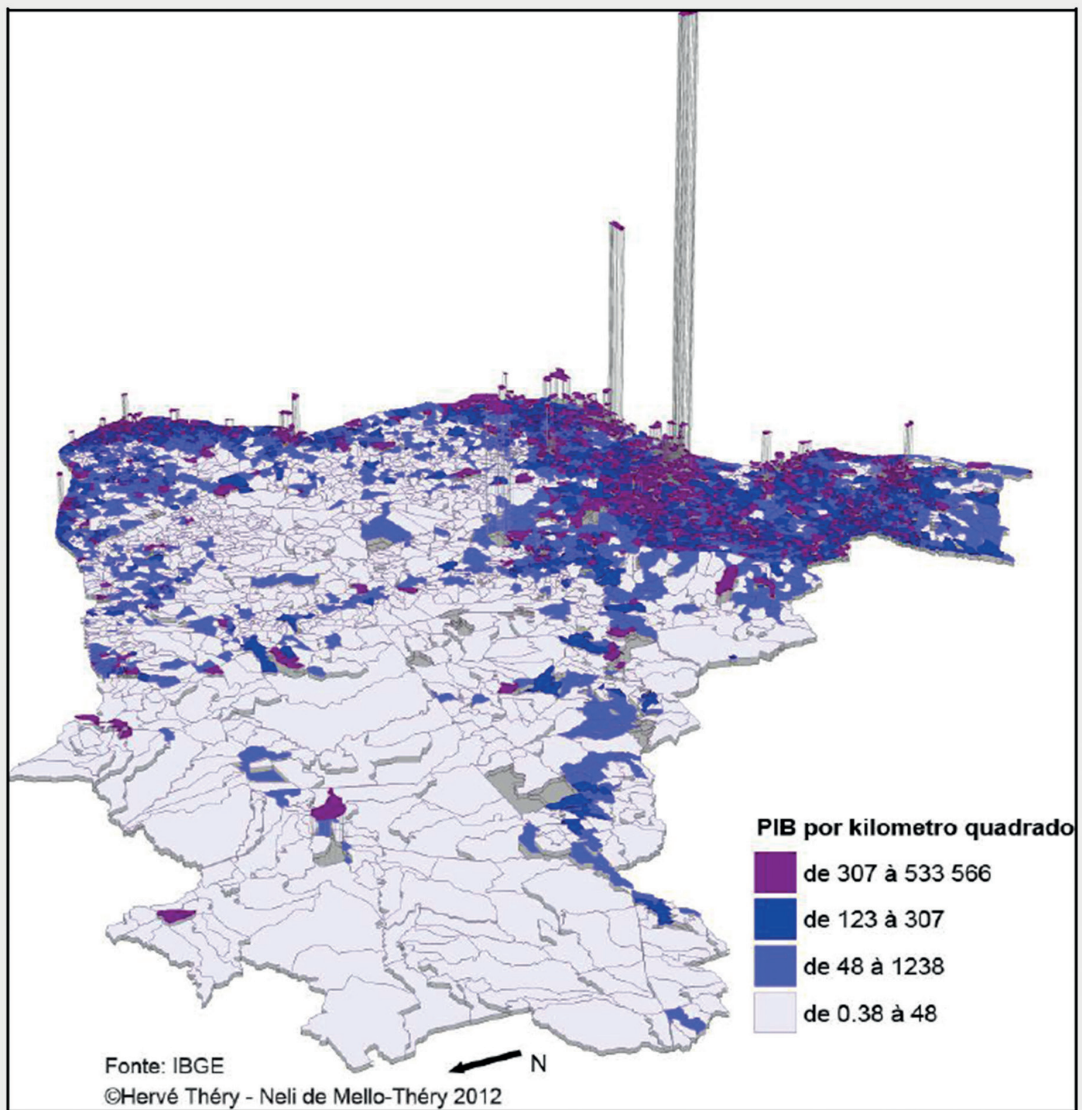 PIB por kilometro quadrado
de 307 à 533 566
de 123 à 307
de 48 à 1238
de 0.38 à 48
N
Fonte: IBGE
©Hervé Théry - Neli de Mello-Théry 2012